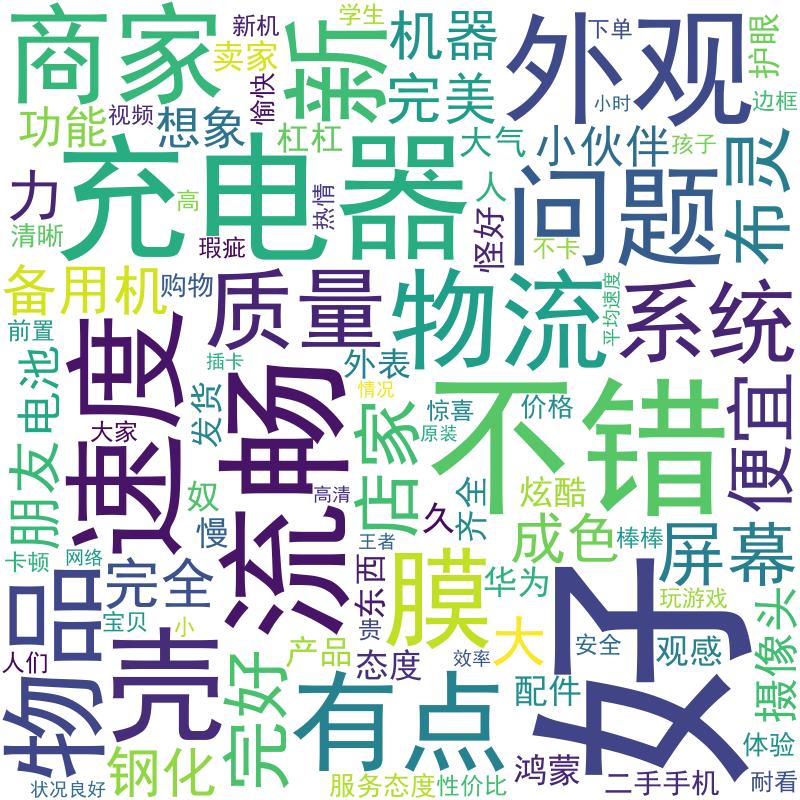 商家
新
学生
新机
卖家
愉快
机器
完美
外观
下单
小时
护眼
边框
功能
视频
想象
杠杠
大气
小伙伴
孩子
布灵
充电器
问题
力
清晰
高
瑕疵
热情
人
怪好
不卡
备用机
购物
质量
物流
平均速度
系统
前置
电池
速度
插卡
流畅
外表
情况
惊喜
价格
不错
便宜
朋友
大家
发货
奴
慢
高清
店家
原装
久
齐全
炫酷
成色
棒棒
屏幕
卡顿
网络
物品
完全
宝贝
小
壳
王者
东西
贵
膜
华为
大
好
玩游戏
安全
观感
摄像头
人们
产品
态度
效率
完好
有点
配件
体验
钢化
状况良好
服务态度
性价比
鸿蒙
二手手机
耐看